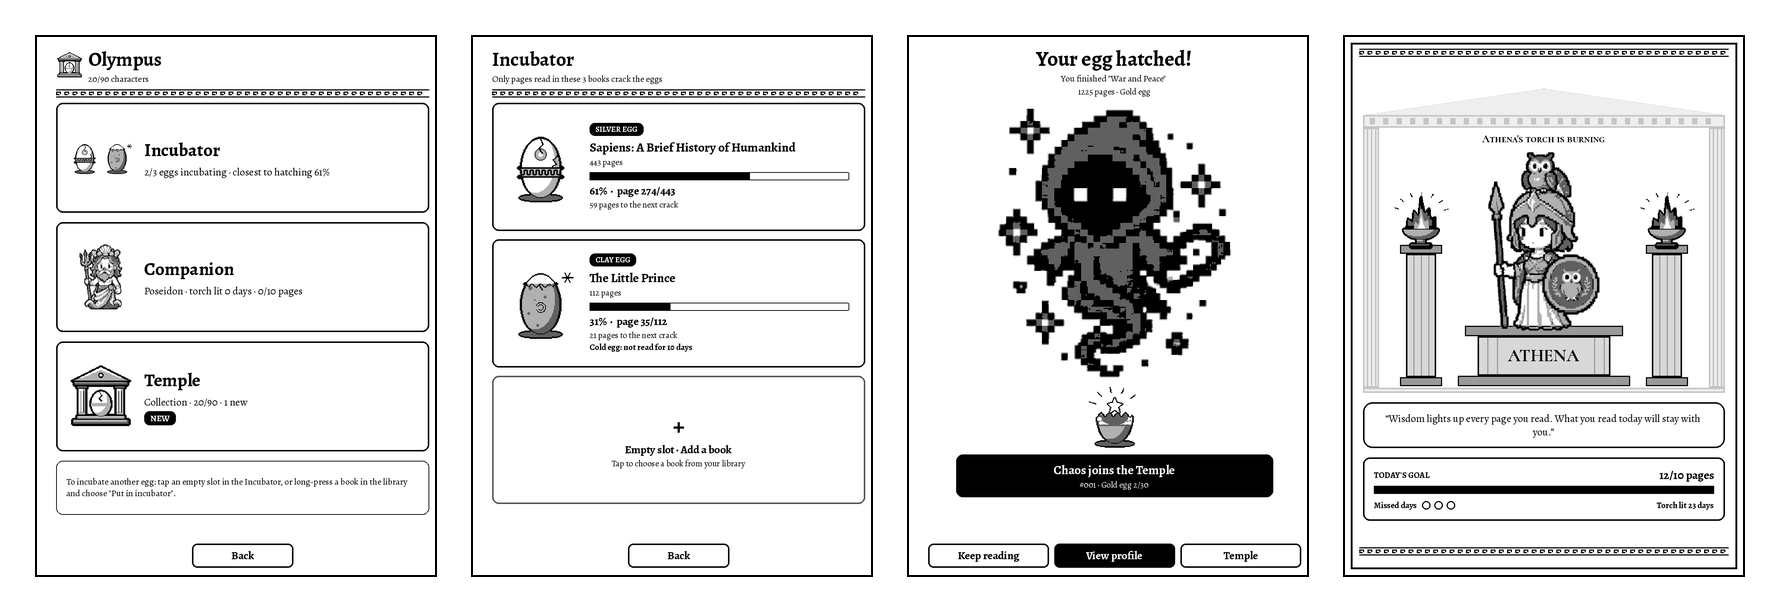 Olympus
20/90 characters
Incubator
2/3 eggs incubating · closest to hatching 61%
Companion
Poseidon · torch lit 0 days · 0/10 pages
Temple
Collection · 20/90 · 1 new
NEW
To incubate another egg: tap an empty slot in the Incubator, or long-press a book in the library
and choose "Put in incubator".
Back
Incubator
Only pages read in these 3 books crack the eggs
SILVER EGG
Sapiens: A Brief History of Humankind
443 pages
61% · page 274/443
59 pages to the next crack
CLAY EGG
The Little Prince
112 pages
31% · page 35/112
21 pages to the next crack
Cold egg: not read for 10 days
+
Empty slot · Add a book
Tap to choose a book from your library
Back
Your egg hatched!
You finished "War and Peace"
1225 pages · Gold egg
Chaos joins the Temple
#001 · Gold egg 2/30
Keep reading
View profile
Temple
Athena's torch is burning
ATHENA
"Wisdom lights up every page you read. What you read today will stay with
you."
TODAY'S GOAL
12/10 pages
Missed days
Torch lit 23 days